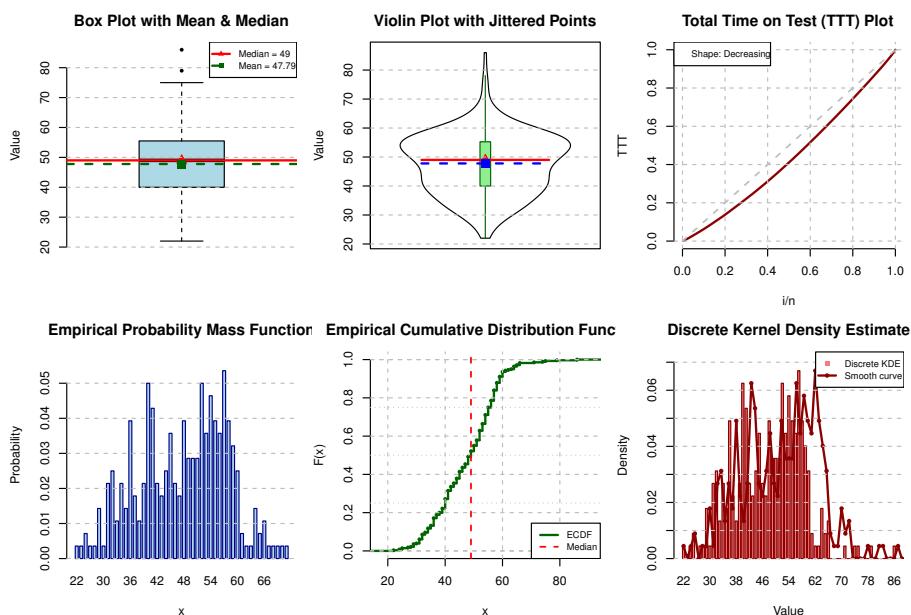 Box Plot with Mean & Median
Value
20 30 40 50 60 70 80
Median = 49
Mean = 47.79
Violin Plot with Jittered Points
Value
20 30 40 50 60 70 80
Total Time on Test (TTT) Plot
TTT
0.0 0.2 0.4 0.6 0.8 1.0
Shape: Decreasing
0.0 0.2 0.4 0.6 0.8 1.0
i/n
Empirical Probability Mass Function
Probability
0.00 0.01 0.02 0.03 0.04 0.05
22 30 36 42 48 54 60 66
x
Empirical Cumulative Distribution Func
F(x)
0.0 0.2 0.4 0.6 0.8 1.0
ECDF
Median
20 40 60 80
x
Discrete Kernel Density Estimate
Density
0.00 0.02 0.04 0.06
Discrete KDE
Smooth curve
22 30 38 46 54 62 70 78 86
Value